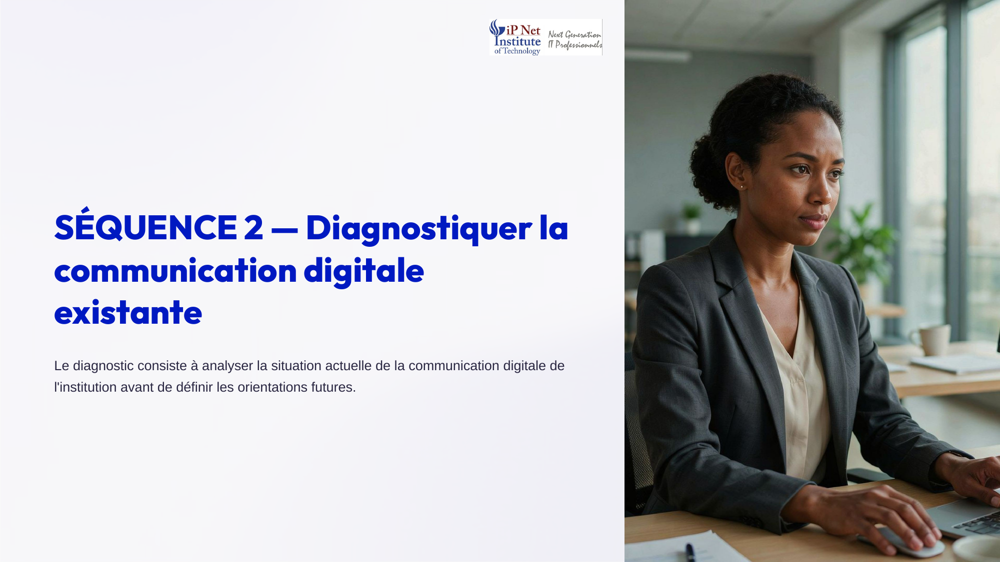 iP Net
Institute
of Technology
Next Generation
IT Professionnels
SÉQUENCE 2 — Diagnostiquer la
communication digitale
existante
Le diagnostic consiste à analyser la situation actuelle de la communication digitale de
l'institution avant de définir les orientations futures.